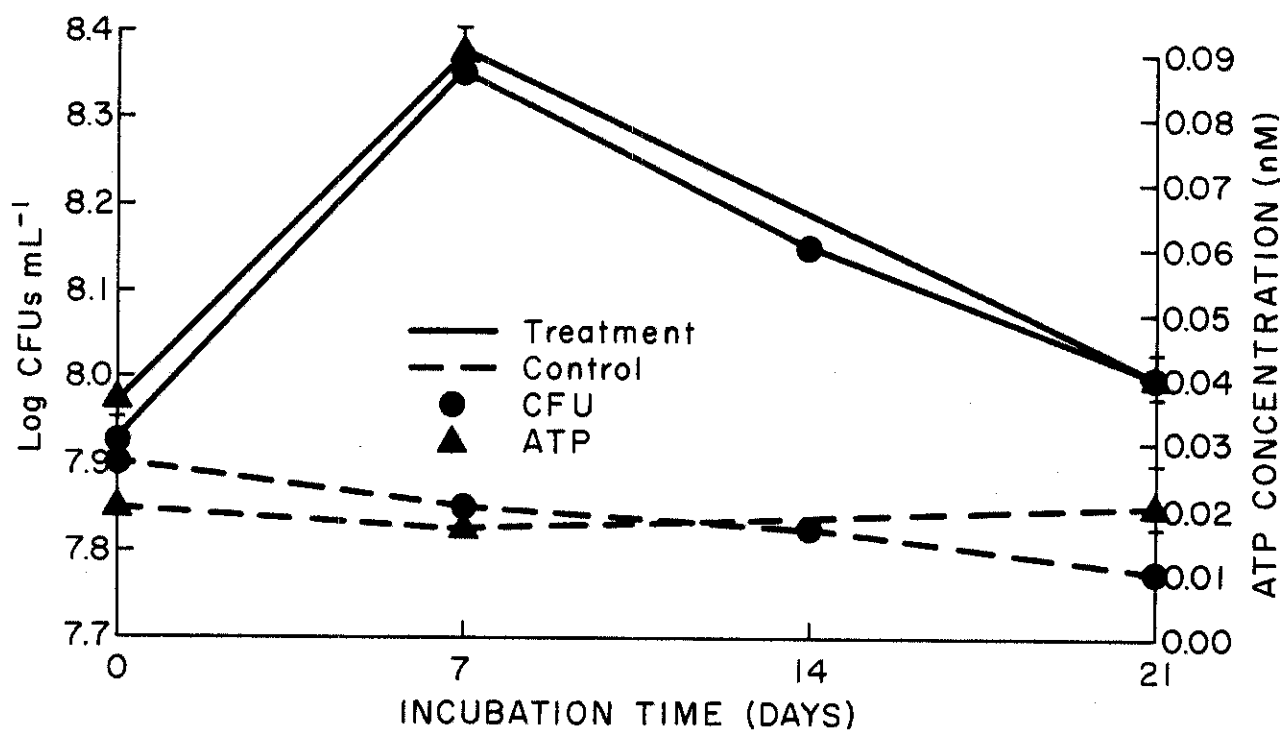 Log CFUs mL⁻¹
8.4
8.3
8.2
8.1
8.0
7.9
7.8
7.7
Treatment
Control
CFU
ATP
0.09
0.08
0.07
0.06
0.05
0.04
0.03
0.02
0.01
0.00
ATP CONCENTRATION (nM)
0 7 14 21
INCUBATION TIME (DAYS)